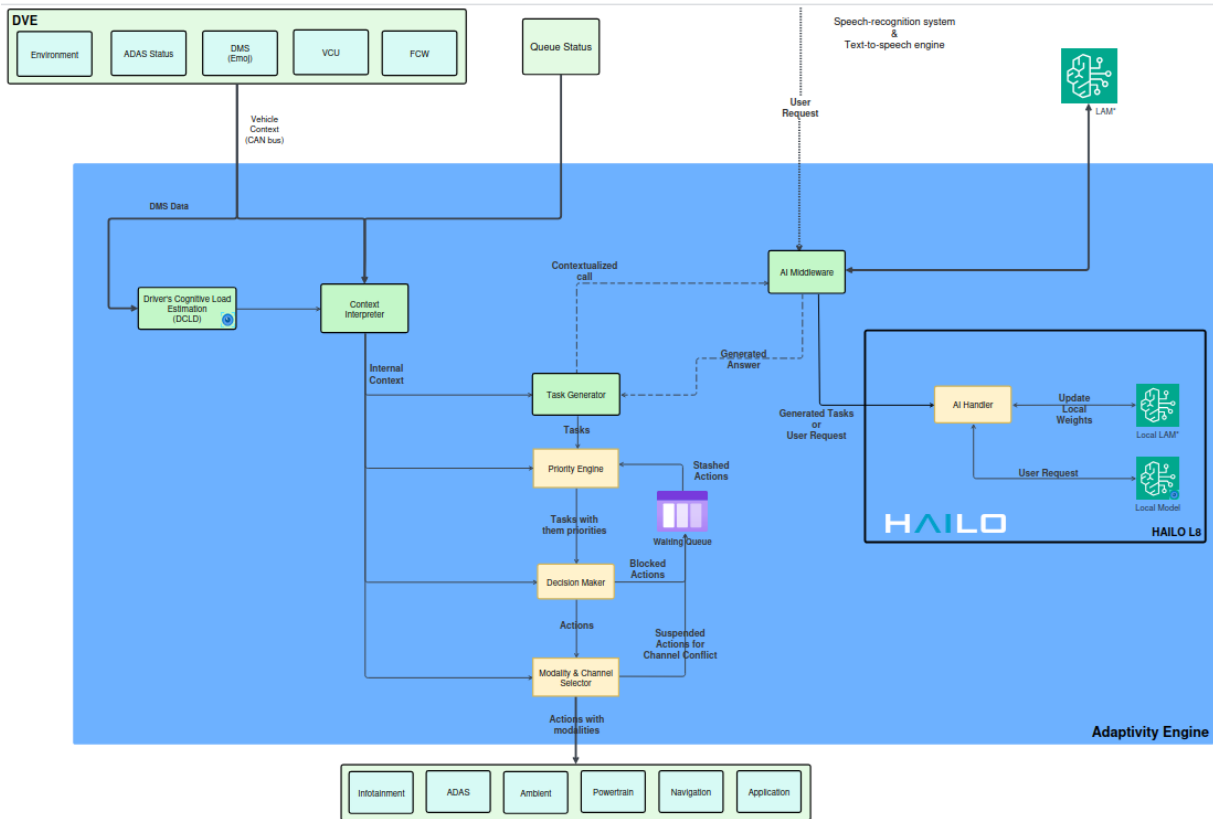 DVE
Environment
ADAS Status
DMS
(Emoj)
VCU
FCW
Queue Status
Speech-recognition system
&
Text-to-speech engine
User
Request
LAM*
Vehicle
Context
(CAN bus)
DMS Data
Driver's Cognitive Load
Estimation
(DCLD)
Context
Interpreter
Contextualized
call
AI Middleware
Internal
Context
Generated
Answer
Task Generator
Tasks
Generated Tasks
or
User Request
AI Handler
Update
Local
Weights
Local LAM*
User Request
Local Model
HAILO
HAILO L8
Priority Engine
Stashed
Actions
Waiting Queue
Tasks with
them priorities
Decision Maker
Blocked
Actions
Actions
Suspended
Actions for
Channel Conflict
Modality & Channel
Selector
Actions with
modalities
Adaptivity Engine
Infotainment
ADAS
Ambient
Powertrain
Navigation
Application